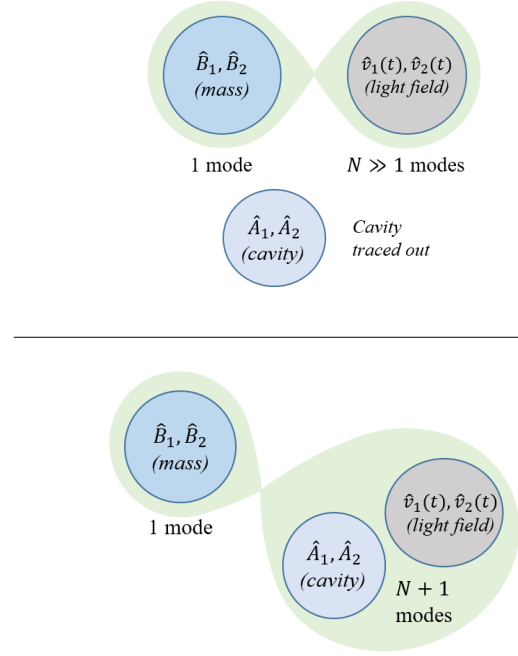 B̂₁, B̂₂
(mass)
v̂₁(t), v̂₂(t)
(light field)
1 mode
N ≫ 1 modes
Â₁, Â₂
(cavity)
Cavity
traced out
B̂₁, B̂₂
(mass)
1 mode
v̂₁(t), v̂₂(t)
(light field)
Â₁, Â₂
(cavity)
N + 1
modes